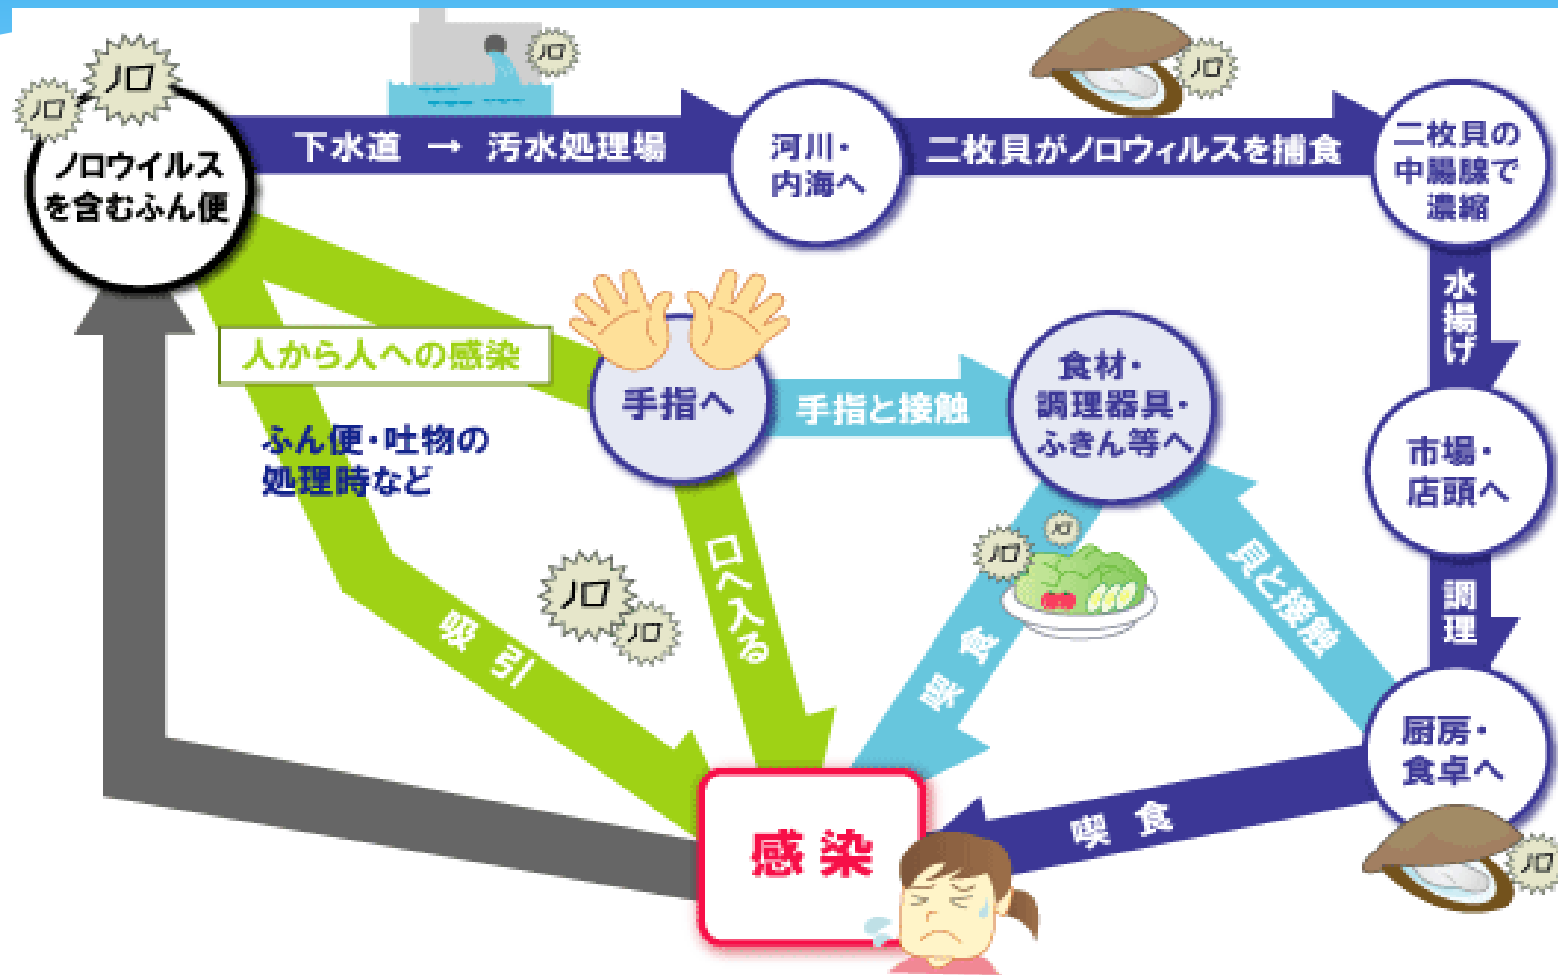 ノロ
ノロ
ノロ
ノロ
ノロウイルス
を含むふん便
下水道 → 汚水処理場
河川・
内海へ
二枚貝がノロウィルスを捕食
二枚貝の
中腸腺で
濃縮
水揚げ
人から人への感染
手指へ
手指と接触
食材・
調理器具・
ふきん等へ
市場・
店頭へ
ふん便・吐物の
処理時など
口へ入る
ノロ
ノロ
ノロ
ノロ
貝と接触
調理
吸引
喫食
厨房・
食卓へ
喫食
感染
ノロ